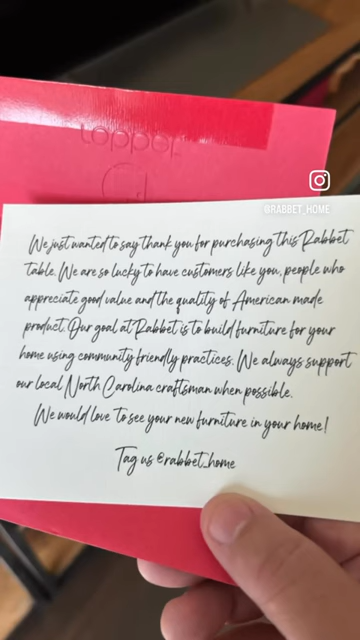 tabbet
@RABBET_HOME
We just wanted to say thank you for purchasing this Rabbet
table. We are so lucky to have customers like you, people who
appreciate good value and the quality of American made
product. Our goal at Rabbet is to build furniture for your
home using community friendly practices. We always support
our local North Carolina craftsman when possible.
We would love to see your new furniture in your home!
Tag us @rabbet_home